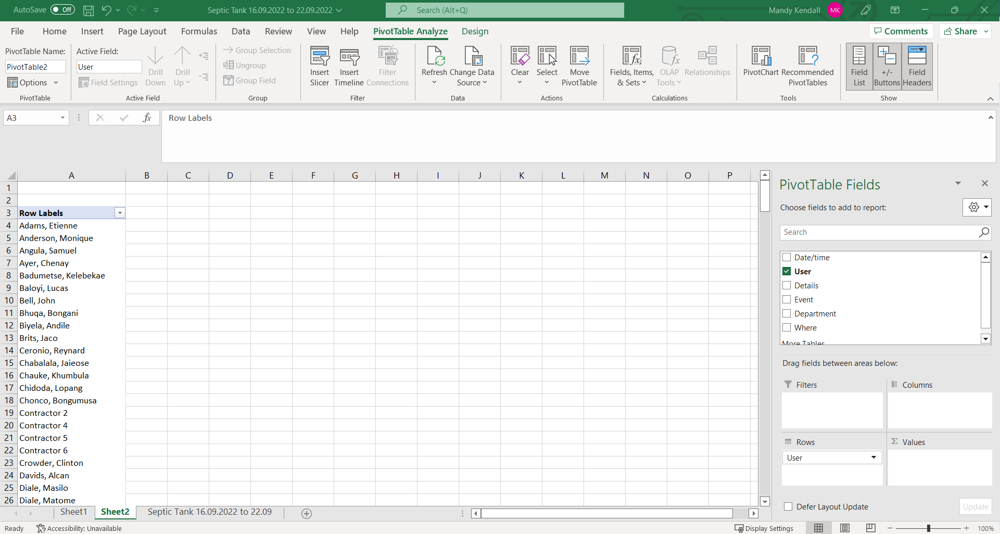 AutoSave Off Septic Tank 16.09.2022 to 22.09.2022 Search (Alt+Q) Mandy Kendall MK
File Home Insert Page Layout Formulas Data Review View Help PivotTable Analyze Design Comments Share
PivotTable Name:
PivotTable2
Options
PivotTable
Active Field:
User
Field Settings
Drill Down
Drill Up
Active Field
Group Selection
Ungroup
7 Group Field
Group
Insert Slicer
Insert Timeline
Filter Connections
Filter
Refresh
Change Data Source
Data
Clear
Select
Move PivotTable
Actions
Fields, Items, & Sets
OLAP Tools
Relationships
Calculations
PivotChart
Recommended PivotTables
Tools
Field List
+/- Buttons
Field Headers
Show
A3 fx Row Labels
A B C D E F G H I J K L M N O P
1
2
3 Row Labels
4 Adams, Etienne
5 Anderson, Monique
6 Angula, Samuel
7 Ayer, Chenay
8 Badumetse, Kelebekae
9 Baloyi, Lucas
10 Bell, John
11 Bhuqa, Bongani
12 Biyela, Andile
13 Brits, Jaco
14 Ceronio, Reynard
15 Chabalala, Jaieose
16 Chauke, Khumbula
17 Chidoda, Lopang
18 Chonco, Bongumusa
19 Contractor 2
20 Contractor 4
21 Contractor 5
22 Contractor 6
23 Crowder, Clinton
24 Davids, Alcan
25 Diale, Masilo
26 Diale, Matome
PivotTable Fields
Choose fields to add to report:
Search
Date/time
User
Details
Event
Department
Where
More Tables
Drag fields between areas below:
Filters
Columns
Rows
Σ Values
User
Defer Layout Update Update
Sheet1 Sheet2 Septic Tank 16.09.2022 to 22.09
Ready Accessibility: Unavailable Display Settings 100%